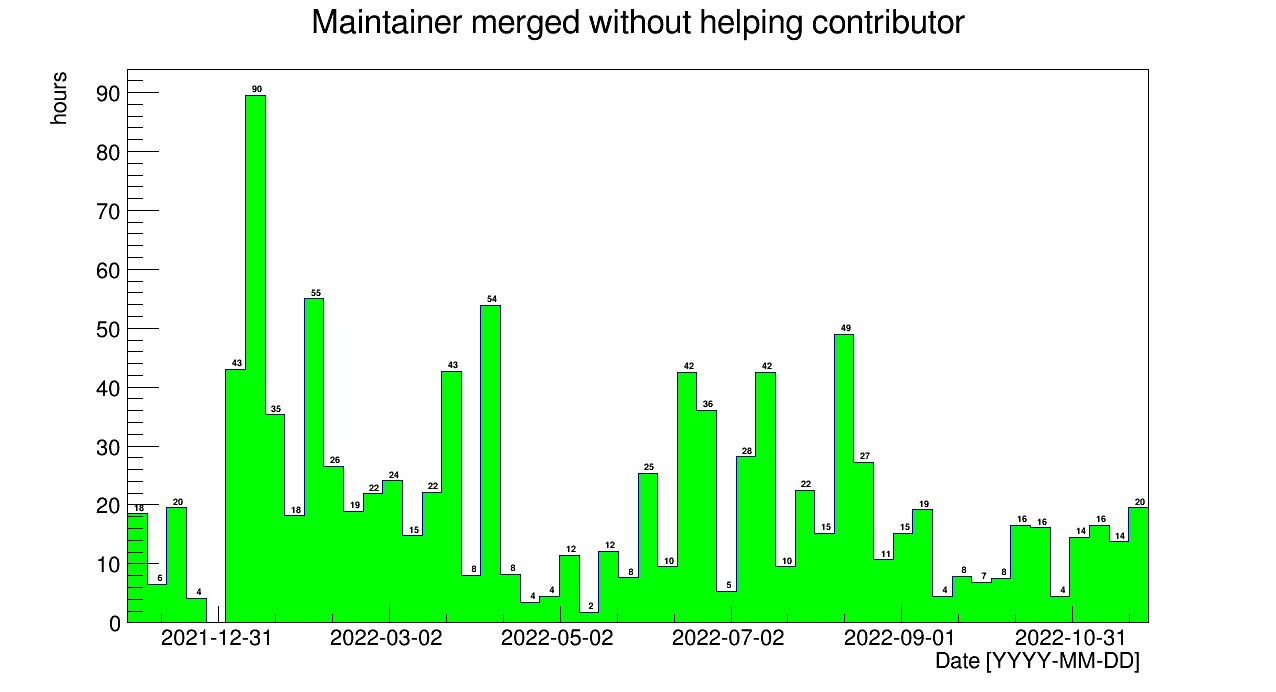 Maintainer merged without helping contributor
hours
90
80
70
60
50
40
30
20
10
0
18 6 20 4 43 90 35 18 55 26 19 22 24 15 22 43 8 54 8 4 4 12 2 12 8 25 10 42 36 5 28 42 10 22 15 49 27 11 15 19 4 8 7 8 16 16 4 14 16 14 20
2021-12-31 2022-03-02 2022-05-02 2022-07-02 2022-09-01 2022-10-31
Date [YYYY-MM-DD]